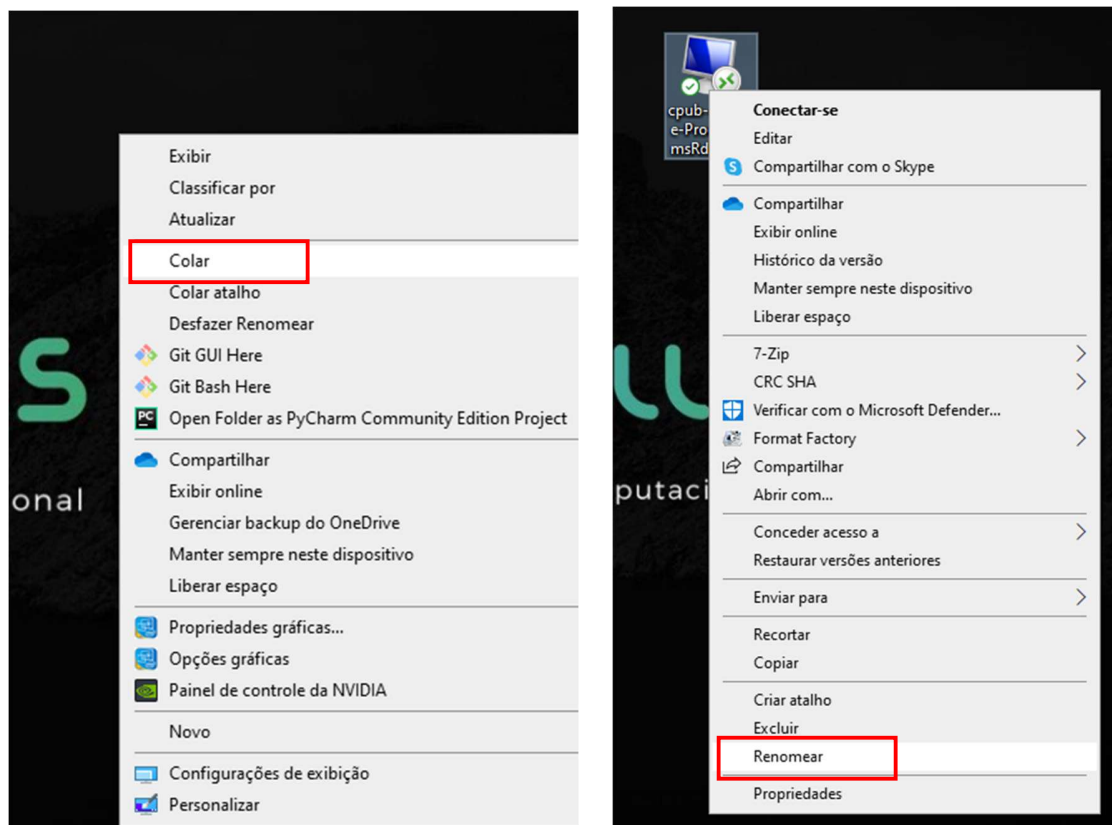 Exibir
Classificar por
Atualizar
Colar
Colar atalho
Desfazer Renomear
Git GUI Here
Git Bash Here
PC Open Folder as PyCharm Community Edition Project
Compartilhar
Exibir online
Gerenciar backup do OneDrive
Manter sempre neste dispositivo
Liberar espaço
Propriedades gráficas...
Opções gráficas
Painel de controle da NVIDIA
Novo
Configurações de exibição
Personalizar
S
onal
cpub-
e-Pro
msRd
Conectar-se
Editar
S Compartilhar com o Skype
Compartilhar
Exibir online
Histórico da versão
Manter sempre neste dispositivo
Liberar espaço
7-Zip
CRC SHA
Verificar com o Microsoft Defender...
Format Factory
Compartilhar
Abrir com...
Conceder acesso a
Restaurar versões anteriores
Enviar para
Recortar
Copiar
Criar atalho
Excluir
Renomear
Propriedades
putaci